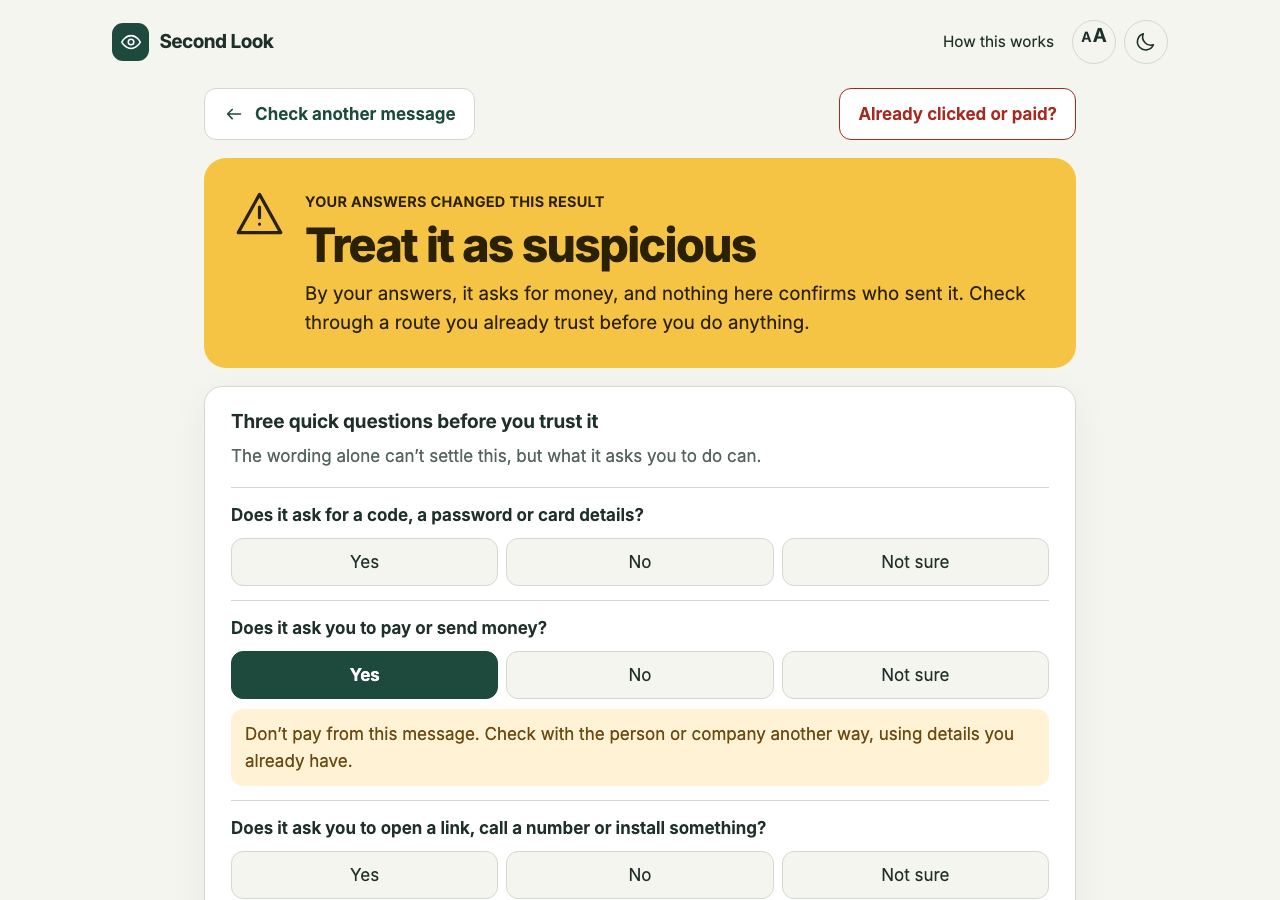 Second Look
How this works
AA
Check another message
Already clicked or paid?
YOUR ANSWERS CHANGED THIS RESULT
Treat it as suspicious
By your answers, it asks for money, and nothing here confirms who sent it. Check
through a route you already trust before you do anything.
Three quick questions before you trust it
The wording alone can’t settle this, but what it asks you to do can.
Does it ask for a code, a password or card details?
Yes
No
Not sure
Does it ask you to pay or send money?
Yes
No
Not sure
Don’t pay from this message. Check with the person or company another way, using details you
already have.
Does it ask you to open a link, call a number or install something?
Yes
No
Not sure